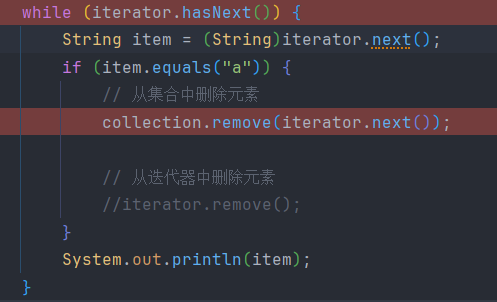 while (iterator.hasNext()) {
    String item = (String)iterator.next();
    if (item.equals("a")) {
        // 从集合中删除元素
        collection.remove(iterator.next());

        // 从迭代器中删除元素
        //iterator.remove();
    }
    System.out.println(item);
}